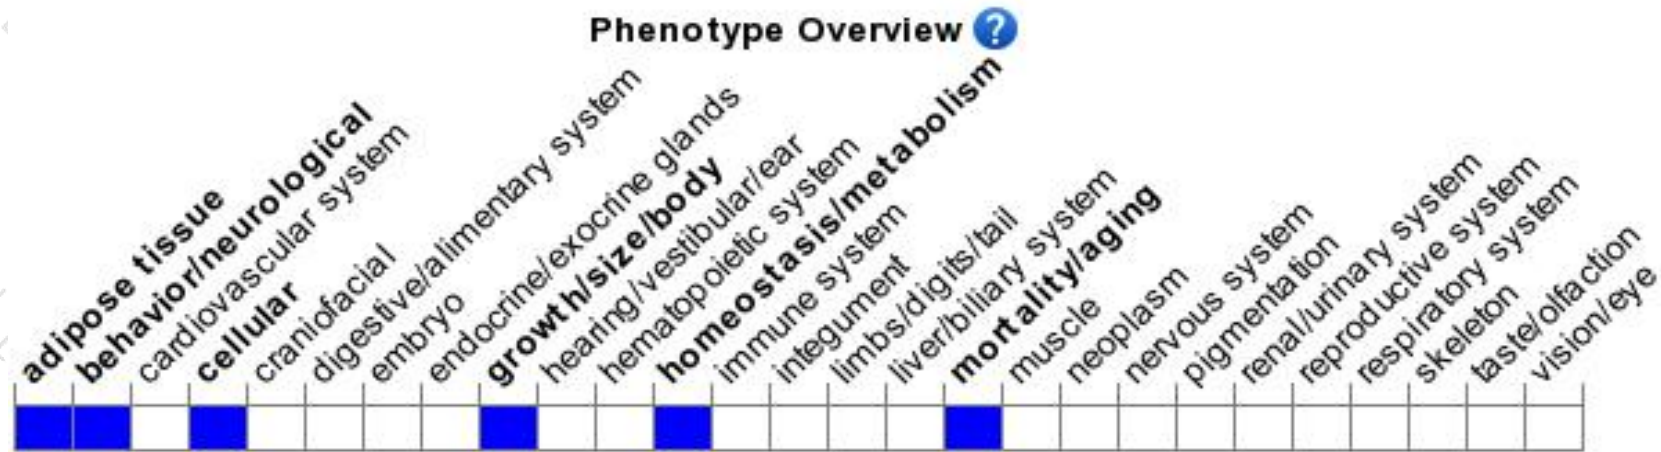 Phenotype Overview ?
adipose tissue
behavior/neurological
cardiovascular system
cellular
craniofacial
digestive/alimentary system
embryo
endocrine/exocrine glands
growth/size/body
hearing/vestibular/ear
hematopoietic system
homeostasis/metabolism
immune system
integument
limbs/digits/tail
liver/biliary system
mortality/aging
muscle
neoplasm
nervous system
pigmentation
renal/urinary system
reproductive system
respiratory system
skeleton
taste/olfaction
vision/eye